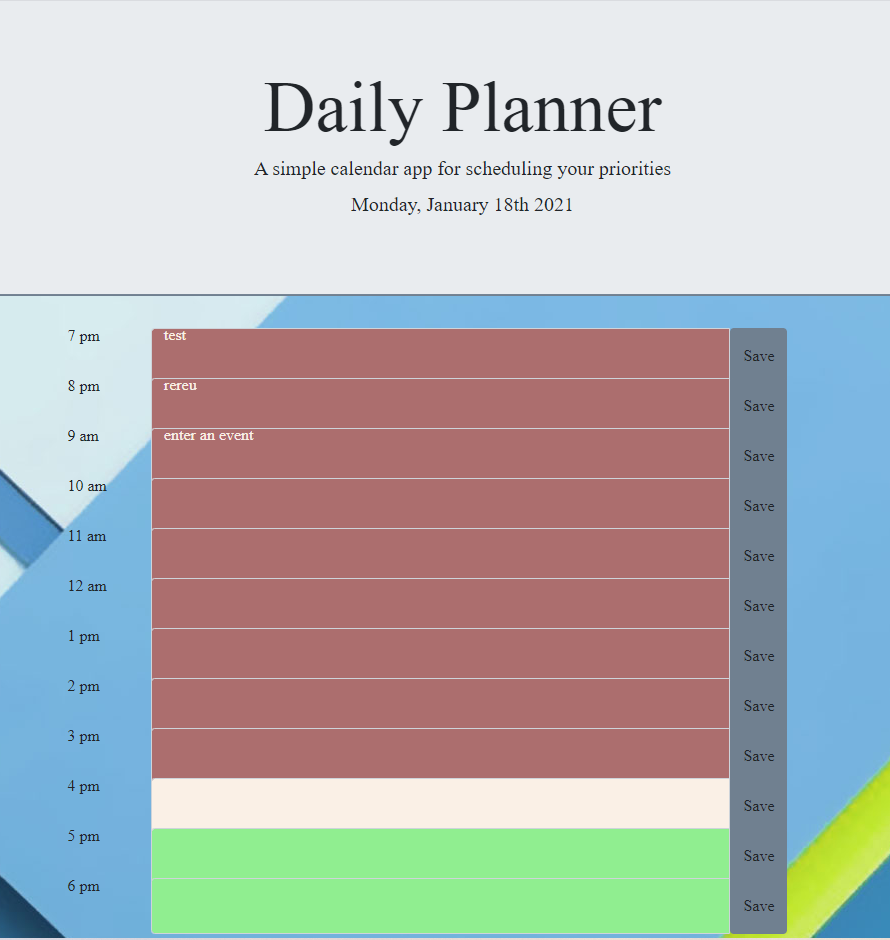 Daily Planner
A simple calendar app for scheduling your priorities
Monday, January 18th 2021
7 pm test Save
8 pm rereu Save
9 am enter an event Save
10 am Save
11 am Save
12 am Save
1 pm Save
2 pm Save
3 pm Save
4 pm Save
5 pm Save
6 pm Save